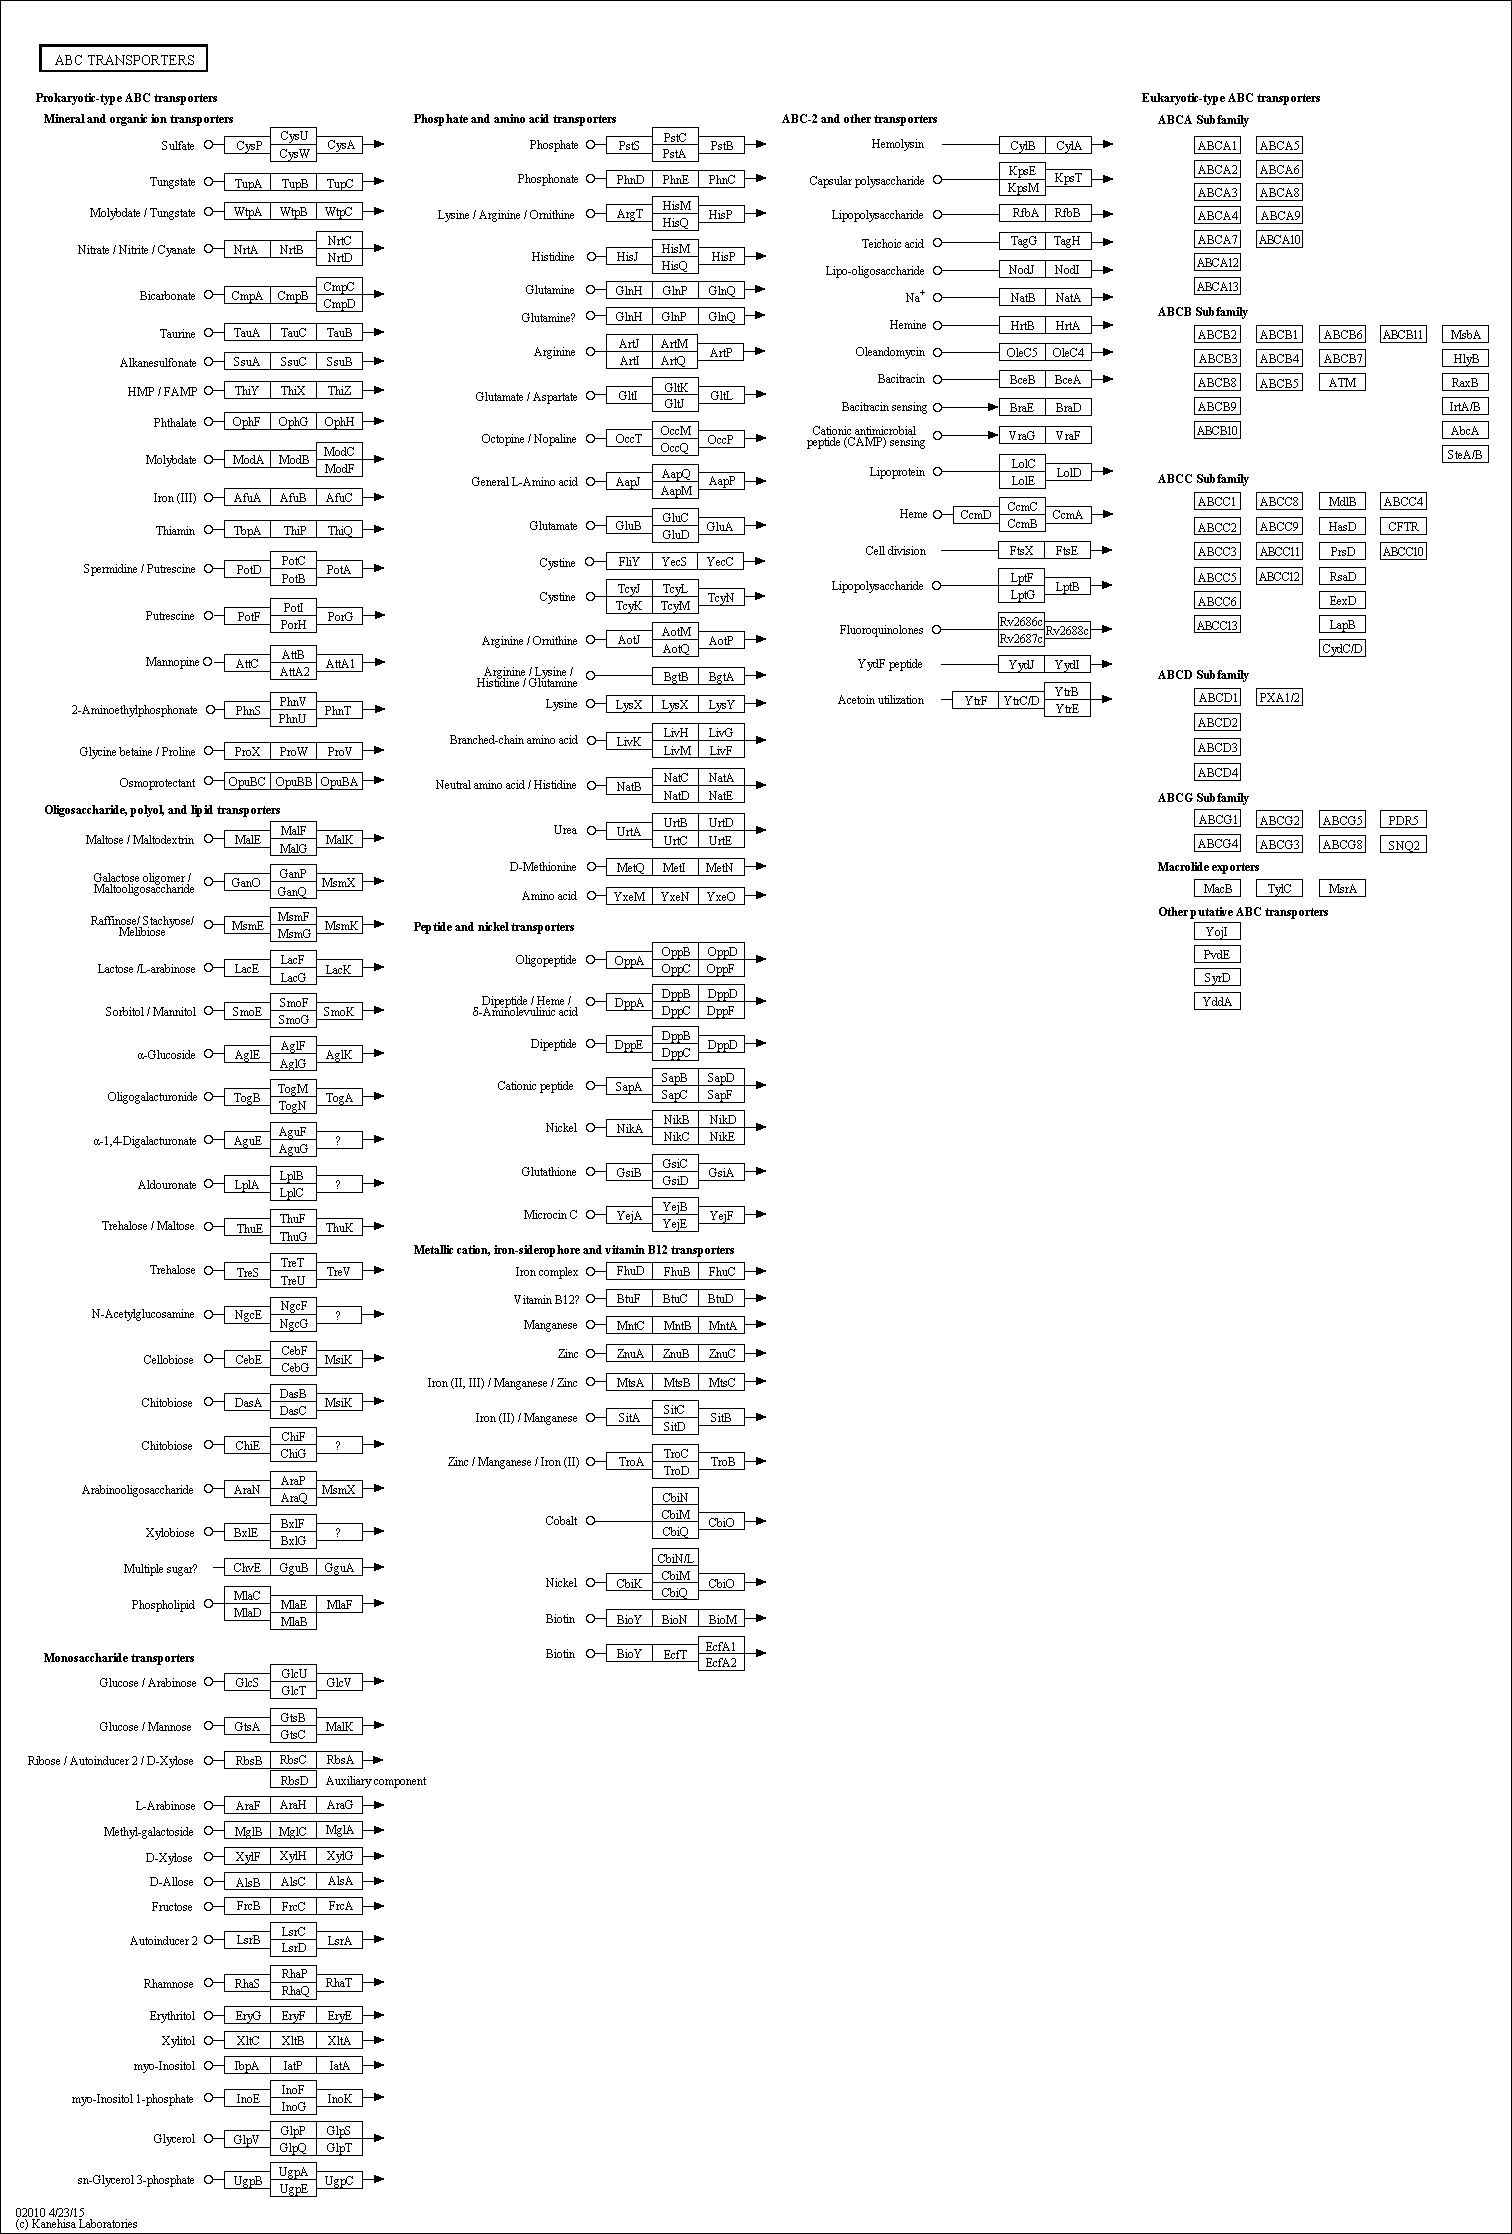 ABC TRANSPORTERS
Prokaryotic-type ABC transporters
Mineral and organic ion transporters
Sulfate CysP CysU CysW CysA
Tungstate TupA TupB TupC
Molybdate / Tungstate WtpA WtpB WtpC
Nitrate / Nitrite / Cyanate NrtA NrtB NrtC NrtD
Bicarbonate CmpA CmpB CmpC CmpD
Taurine TauA TauC TauB
Alkanesulfonate SsuA SsuC SsuB
HMP / FAMP ThiY ThiX ThiZ
Phthalate OphF OphG OphH
Molybdate ModA ModB ModC ModF
Iron (III) AfuA AfuB AfuC
Thiamin TbpA ThiP ThiQ
Spermidine / Putrescine PotD PotC PotB PotA
Putrescine PotF PotI PorH PorG
Mannopine AttC AttB AttA2 AttA1
2-Aminoethylphosphonate PhnS PhnV PhnU PhnT
Glycine betaine / Proline ProX ProW ProV
Osmoprotectant OpuBC OpuBB OpuBA
Oligosaccharide, polyol, and lipid transporters
Maltose / Maltodextrin MalE MalF MalG MalK
Galactose oligomer /
Maltooligosaccharide GanO GanP GanQ MsmX
Raffinose/ Stachyose/
Melibiose MsmE MsmF MsmG MsmK
Lactose /L-arabinose LacE LacF LacG LacK
Sorbitol / Mannitol SmoE SmoF SmoG SmoK
α-Glucoside AglE AglF AglG AglK
Oligogalacturonide TogB TogM TogN TogA
α-1,4-Digalacturonate AguE AguF AguG ?
Aldouronate LplA LplB LplC ?
Trehalose / Maltose ThuE ThuF ThuG ThuK
Trehalose TreS TreT TreU TreV
N-Acetylglucosamine NgcE NgcF NgcG ?
Cellobiose CebE CebF CebG MsiK
Chitobiose DasA DasB DasC MsiK
Chitobiose ChiE ChiF ChiG ?
Arabinooligosaccharide AraN AraP AraQ MsmX
Xylobiose BxlE BxlF BxlG ?
Multiple sugar? ChvE GguB GguA
Phospholipid MlaC MlaD MlaE MlaB MlaF
Monosaccharide transporters
Glucose / Arabinose GlcS GlcU GlcT GlcV
Glucose / Mannose GtsA GtsB GtsC MalK
Ribose / Autoinducer 2 / D-Xylose RbsB RbsC RbsA
RbsD Auxiliary component
L-Arabinose AraF AraH AraG
Methyl-galactoside MglB MglC MglA
D-Xylose XylF XylH XylG
D-Allose AlsB AlsC AlsA
Fructose FrcB FrcC FrcA
Autoinducer 2 LsrB LsrC LsrD LsrA
Rhamnose RhaS RhaP RhaQ RhaT
Erythritol EryG EryF EryE
Xylitol XltC XltB XltA
myo-Inositol IbpA IatP IatA
myo-Inositol 1-phosphate InoE InoF InoG InoK
Glycerol GlpV GlpP GlpQ GlpS GlpT
sn-Glycerol 3-phosphate UgpB UgpA UgpE UgpC
02010 4/23/15
(c) Kanehisa Laboratories
Phosphate and amino acid transporters
Phosphate PstS PstC PstA PstB
Phosphonate PhnD PhnE PhnC
Lysine / Arginine / Ornithine ArgT HisM HisQ HisP
Histidine HisJ HisM HisQ HisP
Glutamine GlnH GlnP GlnQ
Glutamine? GlnH GlnP GlnQ
Arginine ArtJ ArtI ArtM ArtQ ArtP
Glutamate / Aspartate GltI GltK GltJ GltL
Octopine / Nopaline OccT OccM OccQ OccP
General L-Amino acid AapJ AapQ AapM AapP
Glutamate GluB GluC GluD GluA
Cystine FliY YecS YecC
Cystine TcyJ TcyK TcyL TcyM TcyN
Arginine / Ornithine AotJ AotM AotQ AotP
Arginine / Lysine /
Histidine / Glutamine BgtB BgtA
Lysine LysX LysX LysY
Branched-chain amino acid LivK LivH LivM LivG LivF
Neutral amino acid / Histidine NatB NatC NatD NatA NatE
Urea UrtA UrtB UrtC UrtD UrtE
D-Methionine MetQ MetI MetN
Amino acid YxeM YxeN YxeO
Peptide and nickel transporters
Oligopeptide OppA OppB OppC OppD OppF
Dipeptide / Heme /
δ-Aminolevulinic acid DppA DppB DppC DppD DppF
Dipeptide DppE DppB DppC DppD
Cationic peptide SapA SapB SapC SapD SapF
Nickel NikA NikB NikC NikD NikE
Glutathione GsiB GsiC GsiD GsiA
Microcin C YejA YejB YejE YejF
Metallic cation, iron-siderophore and vitamin B12 transporters
Iron complex FhuD FhuB FhuC
Vitamin B12? BtuF BtuC BtuD
Manganese MntC MntB MntA
Zinc ZnuA ZnuB ZnuC
Iron (II, III) / Manganese / Zinc MtsA MtsB MtsC
Iron (II) / Manganese SitA SitC SitD SitB
Zinc / Manganese / Iron (II) TroA TroC TroD TroB
Cobalt CbiN CbiM CbiQ CbiO
Nickel CbiK CbiN/L CbiM CbiQ CbiO
Biotin BioY BioN BioM
Biotin BioY EcfT EcfA1 EcfA2
ABC-2 and other transporters
Hemolysin CylB CylA
Capsular polysaccharide KpsE KpsM KpsT
Lipopolysaccharide RfbA RfbB
Teichoic acid TagG TagH
Lipo-oligosaccharide NodJ NodI
Na+ NatB NatA
Hemine HrtB HrtA
Oleandomycin OleC5 OleC4
Bacitracin BceB BceA
Bacitracin sensing BraE BraD
Cationic antimicrobial
peptide (CAMP) sensing VraG VraF
Lipoprotein LolC LolE LolD
Heme CcmD CcmC CcmB CcmA
Cell division FtsX FtsE
Lipopolysaccharide LptF LptG LptB
Fluoroquinolones Rv2686c Rv2687c Rv2688c
YydF peptide YydJ YydI
Acetoin utilization YtrF YtrC/D YtrB YtrE
Eukaryotic-type ABC transporters
ABCA Subfamily
ABCA1 ABCA5
ABCA2 ABCA6
ABCA3 ABCA8
ABCA4 ABCA9
ABCA7 ABCA10
ABCA12
ABCA13
ABCB Subfamily
ABCB2 ABCB1 ABCB6 ABCB11 MsbA
ABCB3 ABCB4 ABCB7 HlyB
ABCB8 ABCB5 ATM RaxB
ABCB9 IrtA/B
ABCB10 AbcA
SteA/B
ABCC Subfamily
ABCC1 ABCC8 MdlB ABCC4
ABCC2 ABCC9 HasD CFTR
ABCC3 ABCC11 PrsD ABCC10
ABCC5 ABCC12 RsaD
ABCC6 EexD
ABCC13 LapB
CydC/D
ABCD Subfamily
ABCD1 PXA1/2
ABCD2
ABCD3
ABCD4
ABCG Subfamily
ABCG1 ABCG2 ABCG5 PDR5
ABCG4 ABCG3 ABCG8 SNQ2
Macrolide exporters
MacB TylC MsrA
Other putative ABC transporters
YojI
PvdE
SyrD
YddA